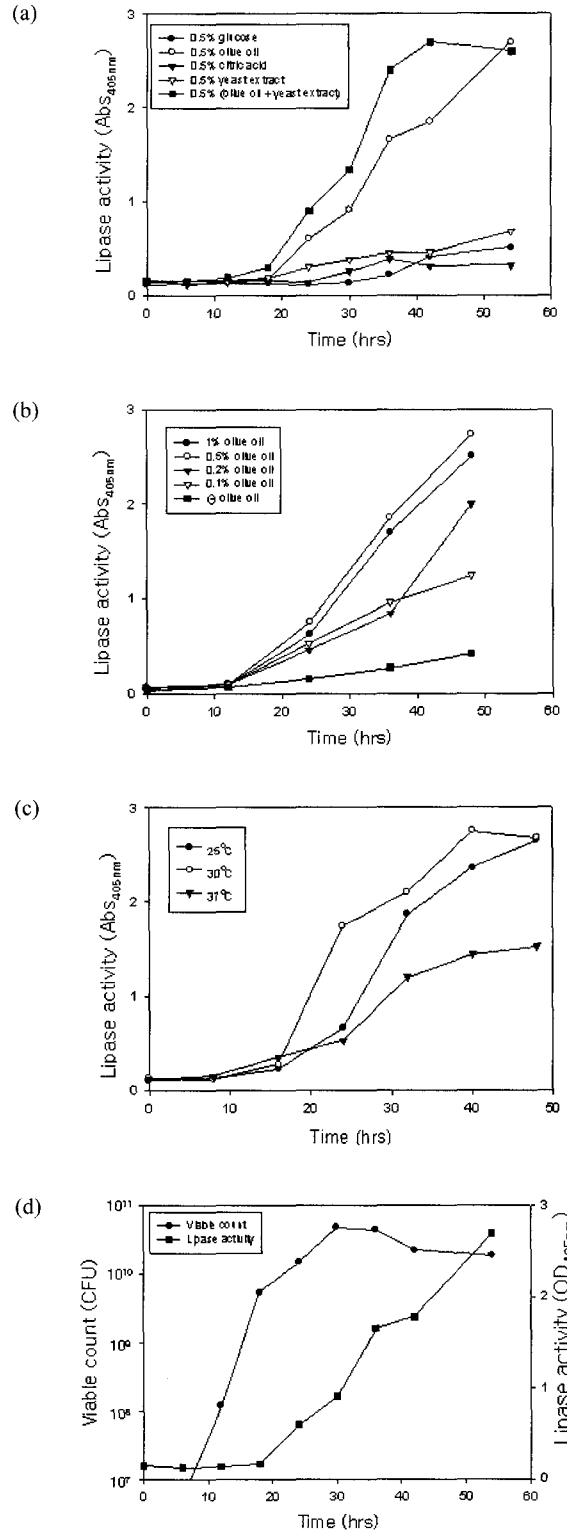 (a)
3
2
1
0
Lipase activity (Abs405nm)
0.5% glucose
0.5% olive oil
0.5% citric acid
0.5% yeast extract
0.5% (olive oil + yeast extract)
0 10 20 30 40 50 60
Time (hrs)
(b)
3
2
1
0
Lipase activity (Abs405nm)
1% olive oil
0.5% olive oil
0.2% olive oil
0.1% olive oil
⊖ olive oil
0 10 20 30 40 50 60
Time (hrs)
(c)
3
2
1
0
Lipase activity (Abs405nm)
25°C
30°C
37°C
0 10 20 30 40 50
Time (hrs)
(d)
10¹¹
10¹⁰
10⁹
10⁸
10⁷
Viable count (CFU)
Viable count
Lipase activity
3
2
1
0
Lipase activity (OD405nm)
0 10 20 30 40 50 60
Time (hrs)